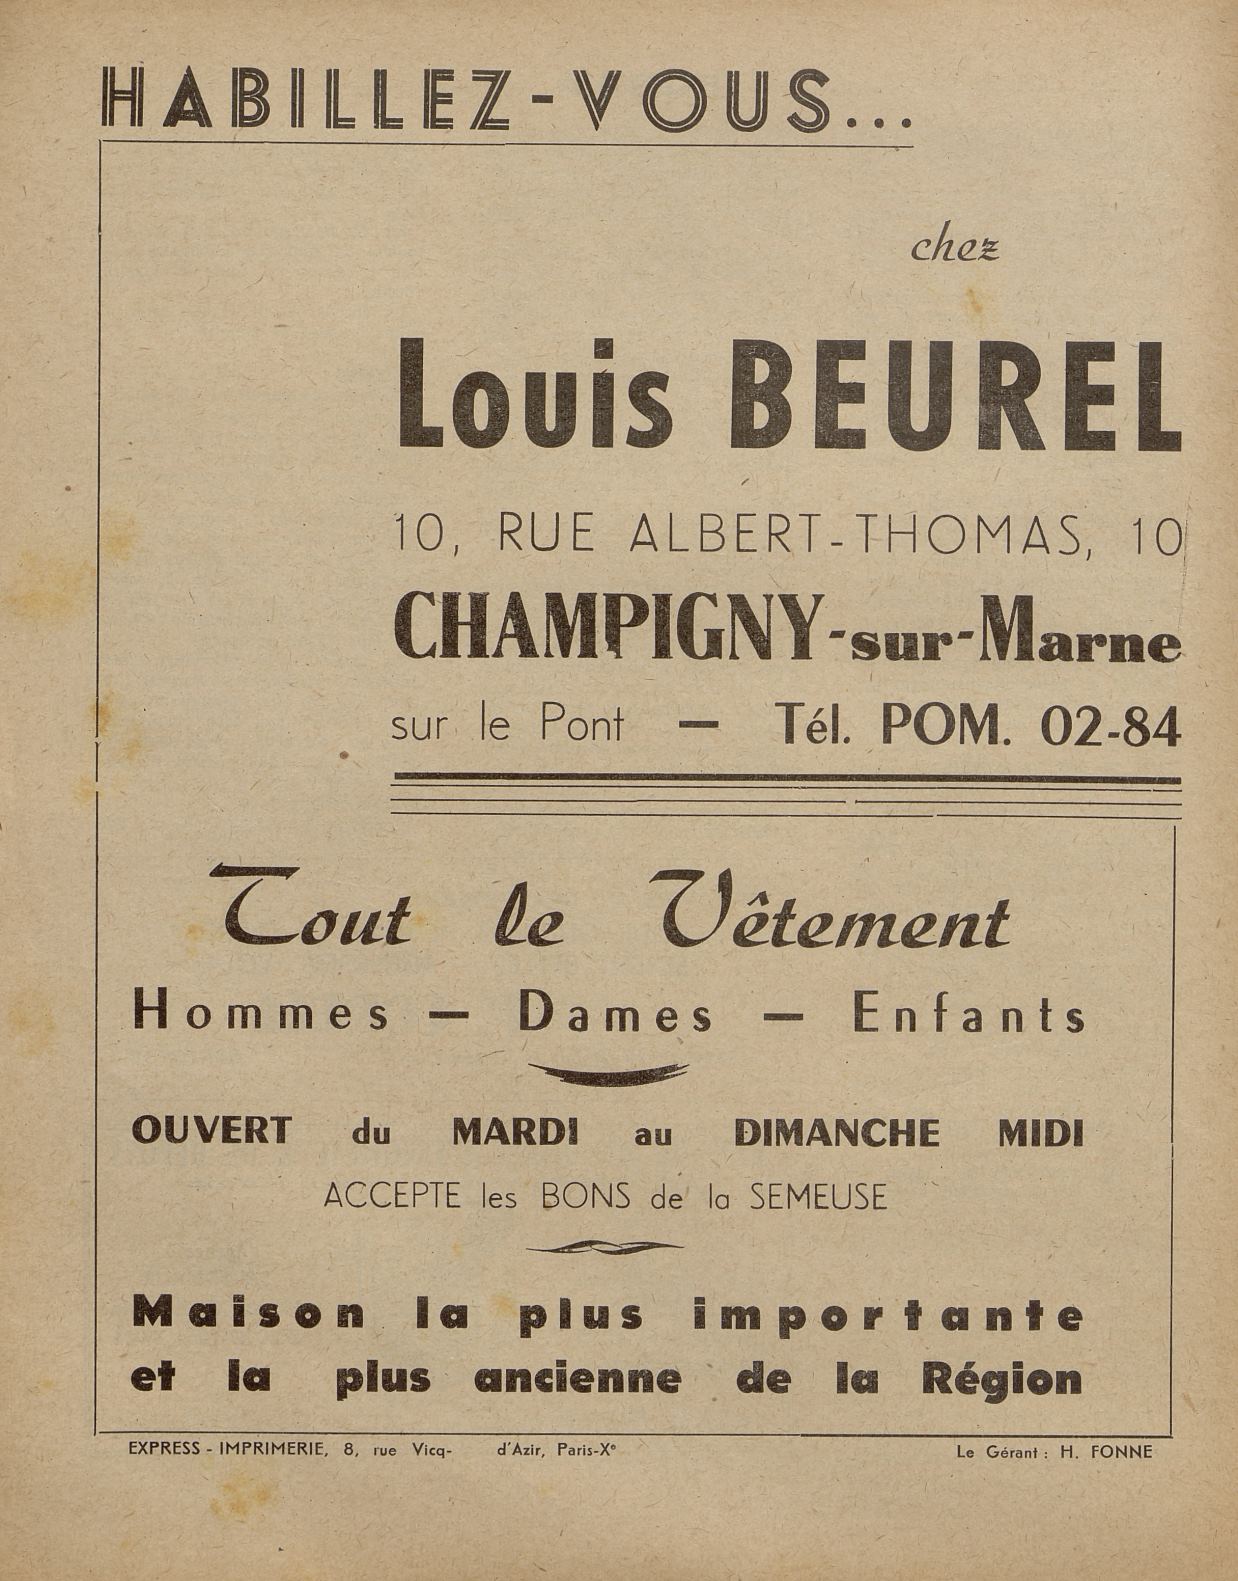 HABILLEZ-VOUS...
chez
Louis BEUREL
10, RUE ALBERT-THOMAS, 10
CHAMPIGNY-sur-Marne
sur le Pont — Tél. POM. 02-84
Tout le Vêtement
Hommes — Dames — Enfants
OUVERT du MARDI au DIMANCHE MIDI
ACCEPTE les BONS de la SEMEUSE
Maison la plus importante
et la plus ancienne de la Région
EXPRESS - IMPRIMERIE, 8, rue Vicq- d'Azir, Paris-Xe
Le Gérant : H. FONNE